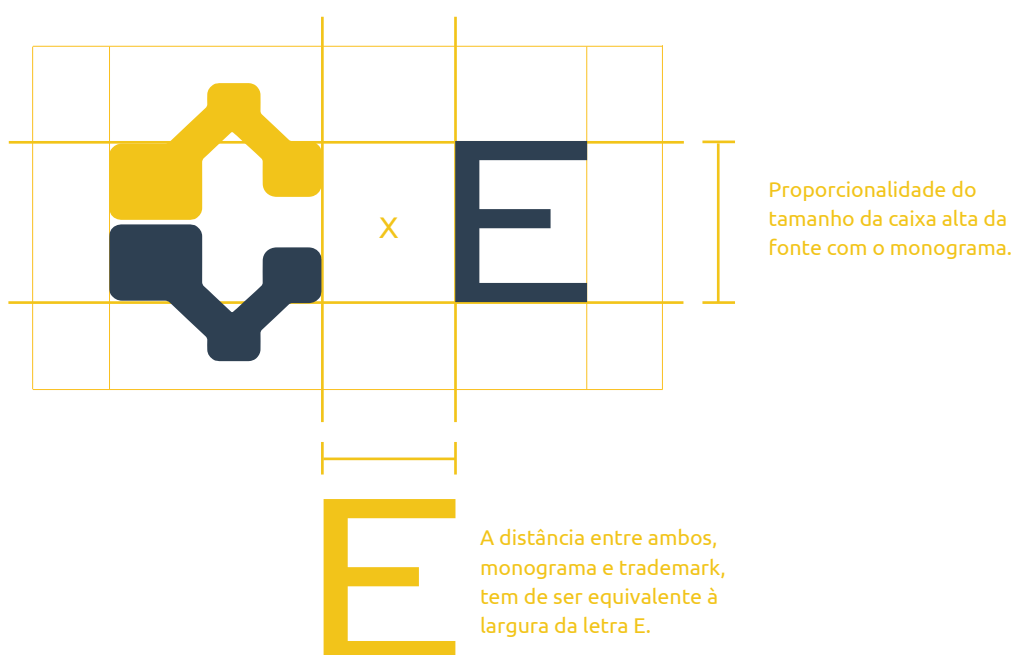 E
X
Proporcionalidade do
tamanho da caixa alta da
fonte com o monograma.
E
A distância entre ambos,
monograma e trademark,
tem de ser equivalente à
largura da letra E.